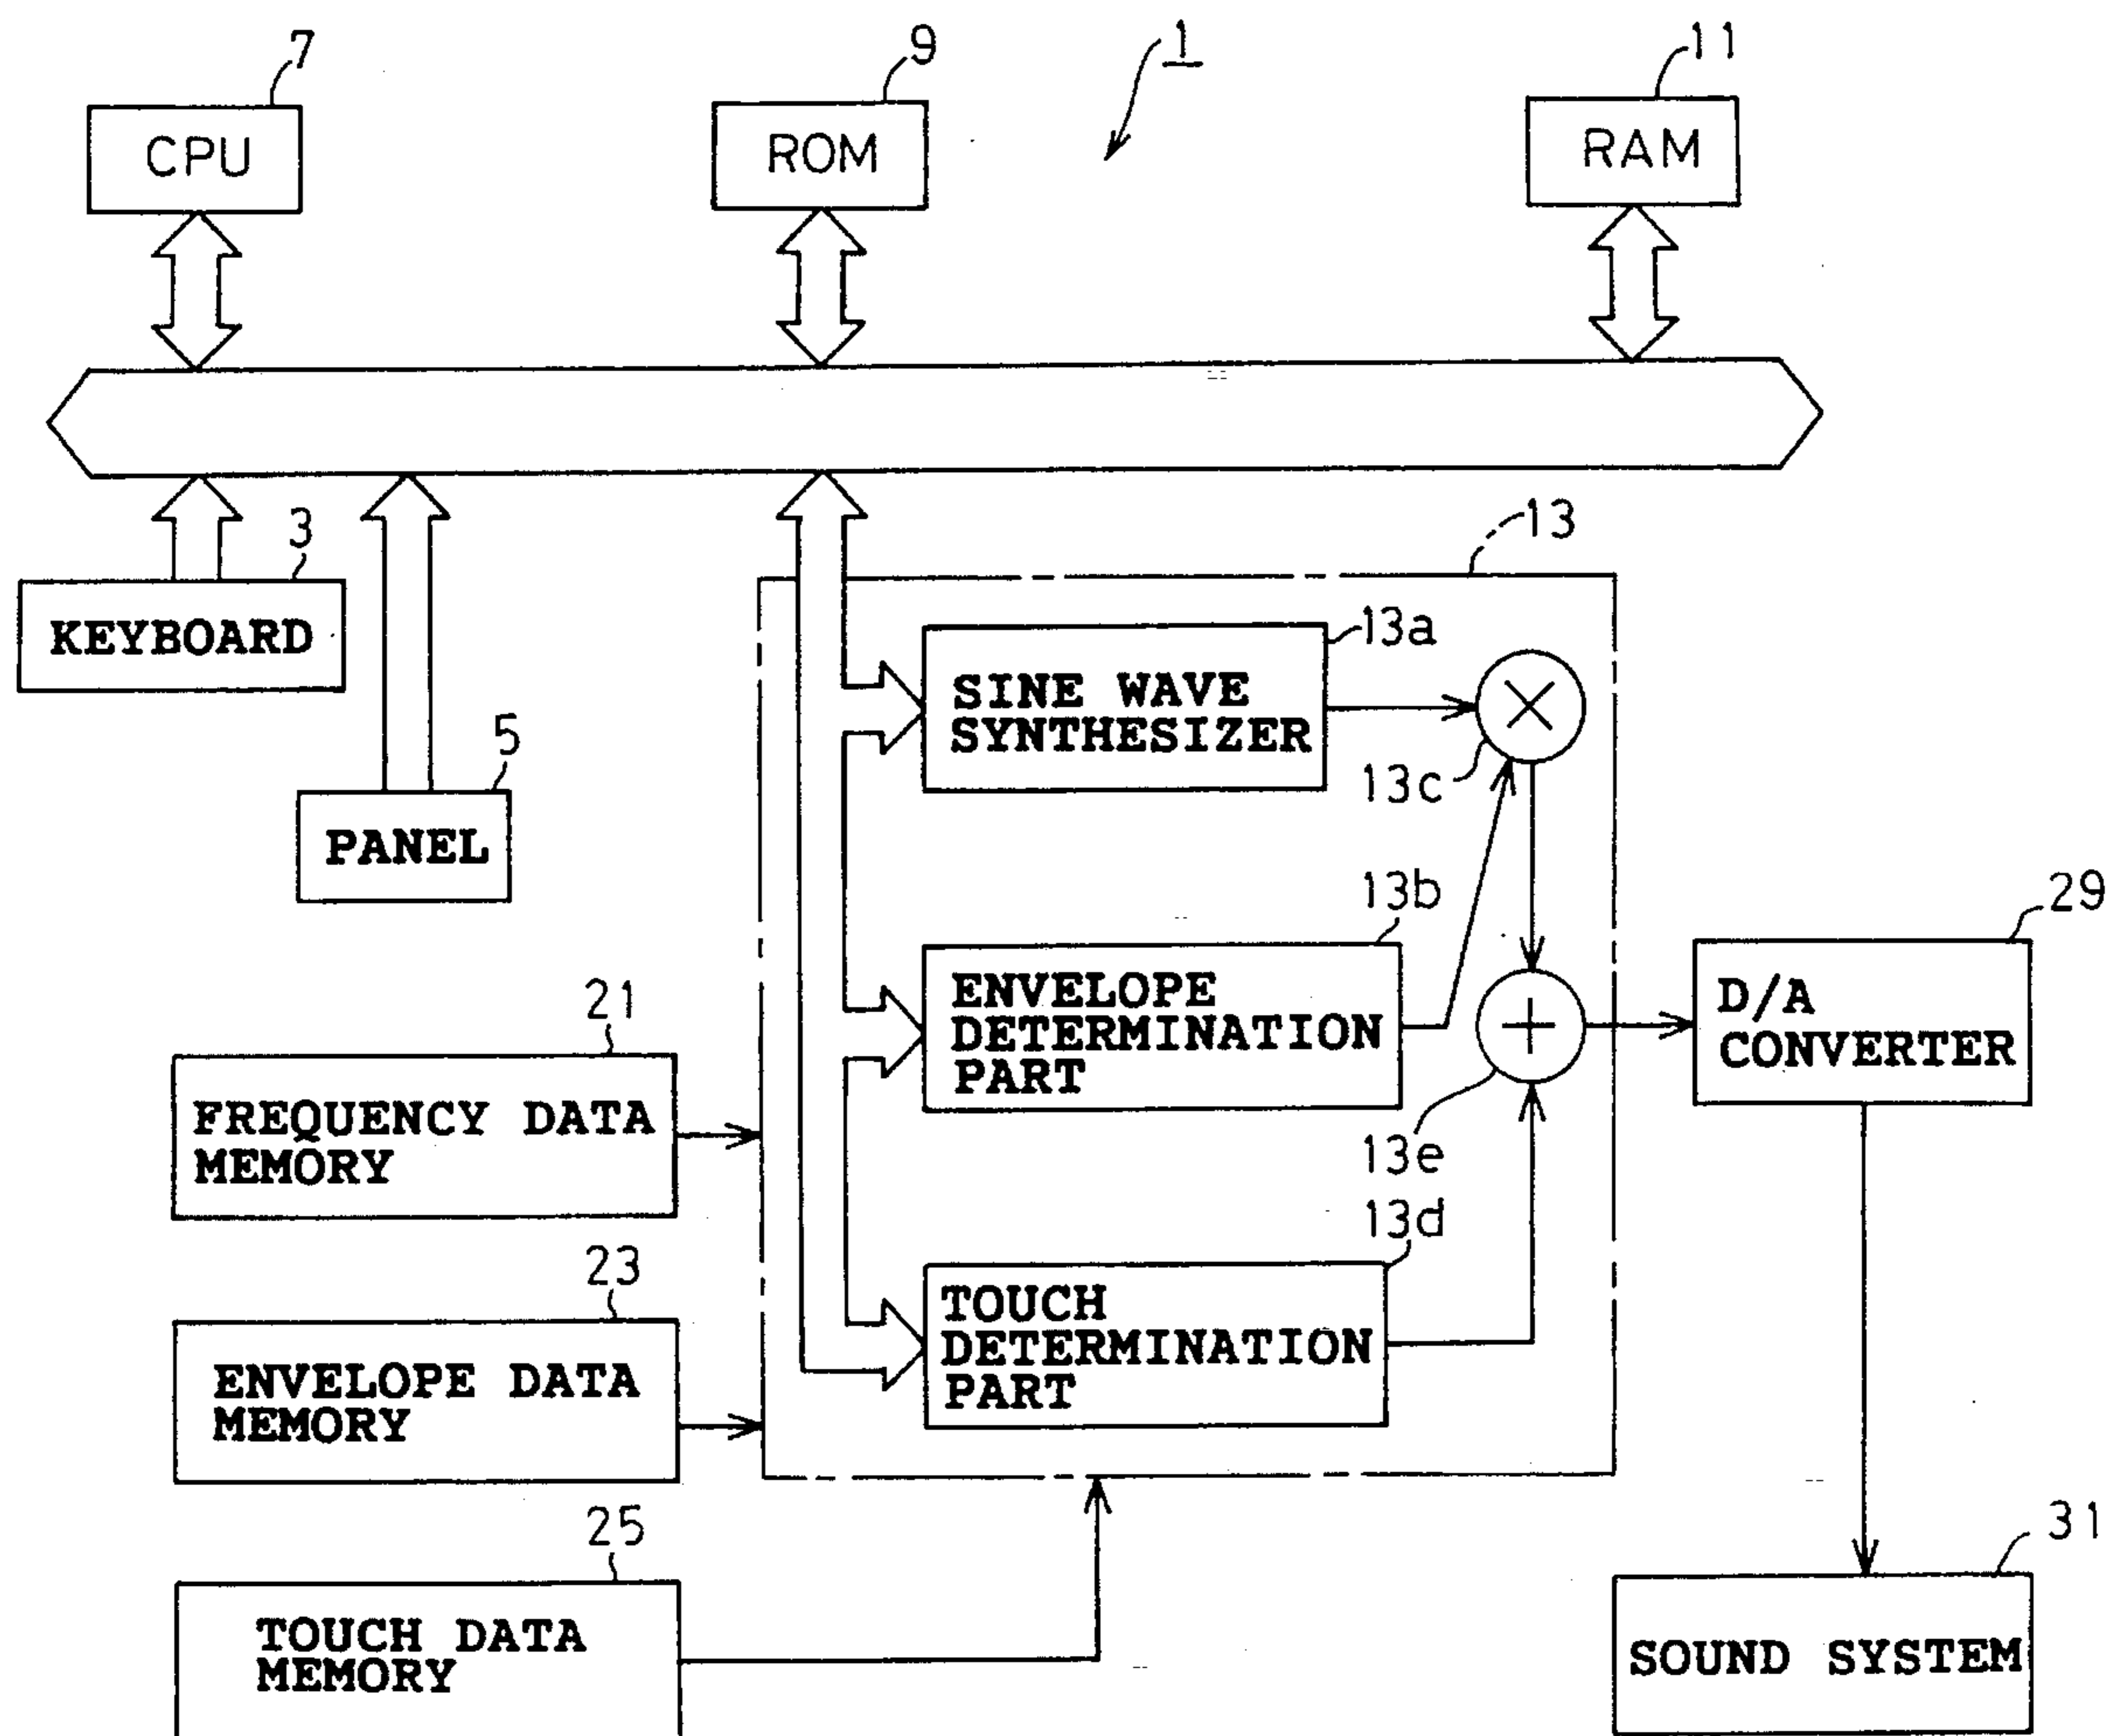 7
9
1
11
CPU
ROM
RAM
3
13
KEYBOARD
13a
SINE WAVE
SYNTHESIZER
5
13c
PANEL
13b
29
21
ENVELOPE
DETERMINATION
PART
D/A
CONVERTER
FREQUENCY DATA
MEMORY
13e
13d
23
TOUCH
DETERMINATION
PART
ENVELOPE DATA
MEMORY
25
31
TOUCH DATA
MEMORY
SOUND SYSTEM